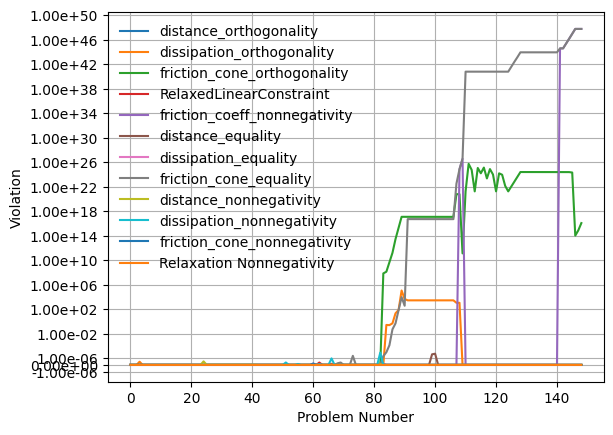 1.00e+50
1.00e+46
1.00e+42
1.00e+38
1.00e+34
1.00e+30
1.00e+26
1.00e+22
1.00e+18
1.00e+14
1.00e+10
1.00e+06
1.00e+02
1.00e-02
1.00e-06
0.00e+00
-1.00e-06
Violation
distance_orthogonality
dissipation_orthogonality
friction_cone_orthogonality
RelaxedLinearConstraint
friction_coeff_nonnegativity
distance_equality
dissipation_equality
friction_cone_equality
distance_nonnegativity
dissipation_nonnegativity
friction_cone_nonnegativity
Relaxation Nonnegativity
0 20 40 60 80 100 120 140
Problem Number